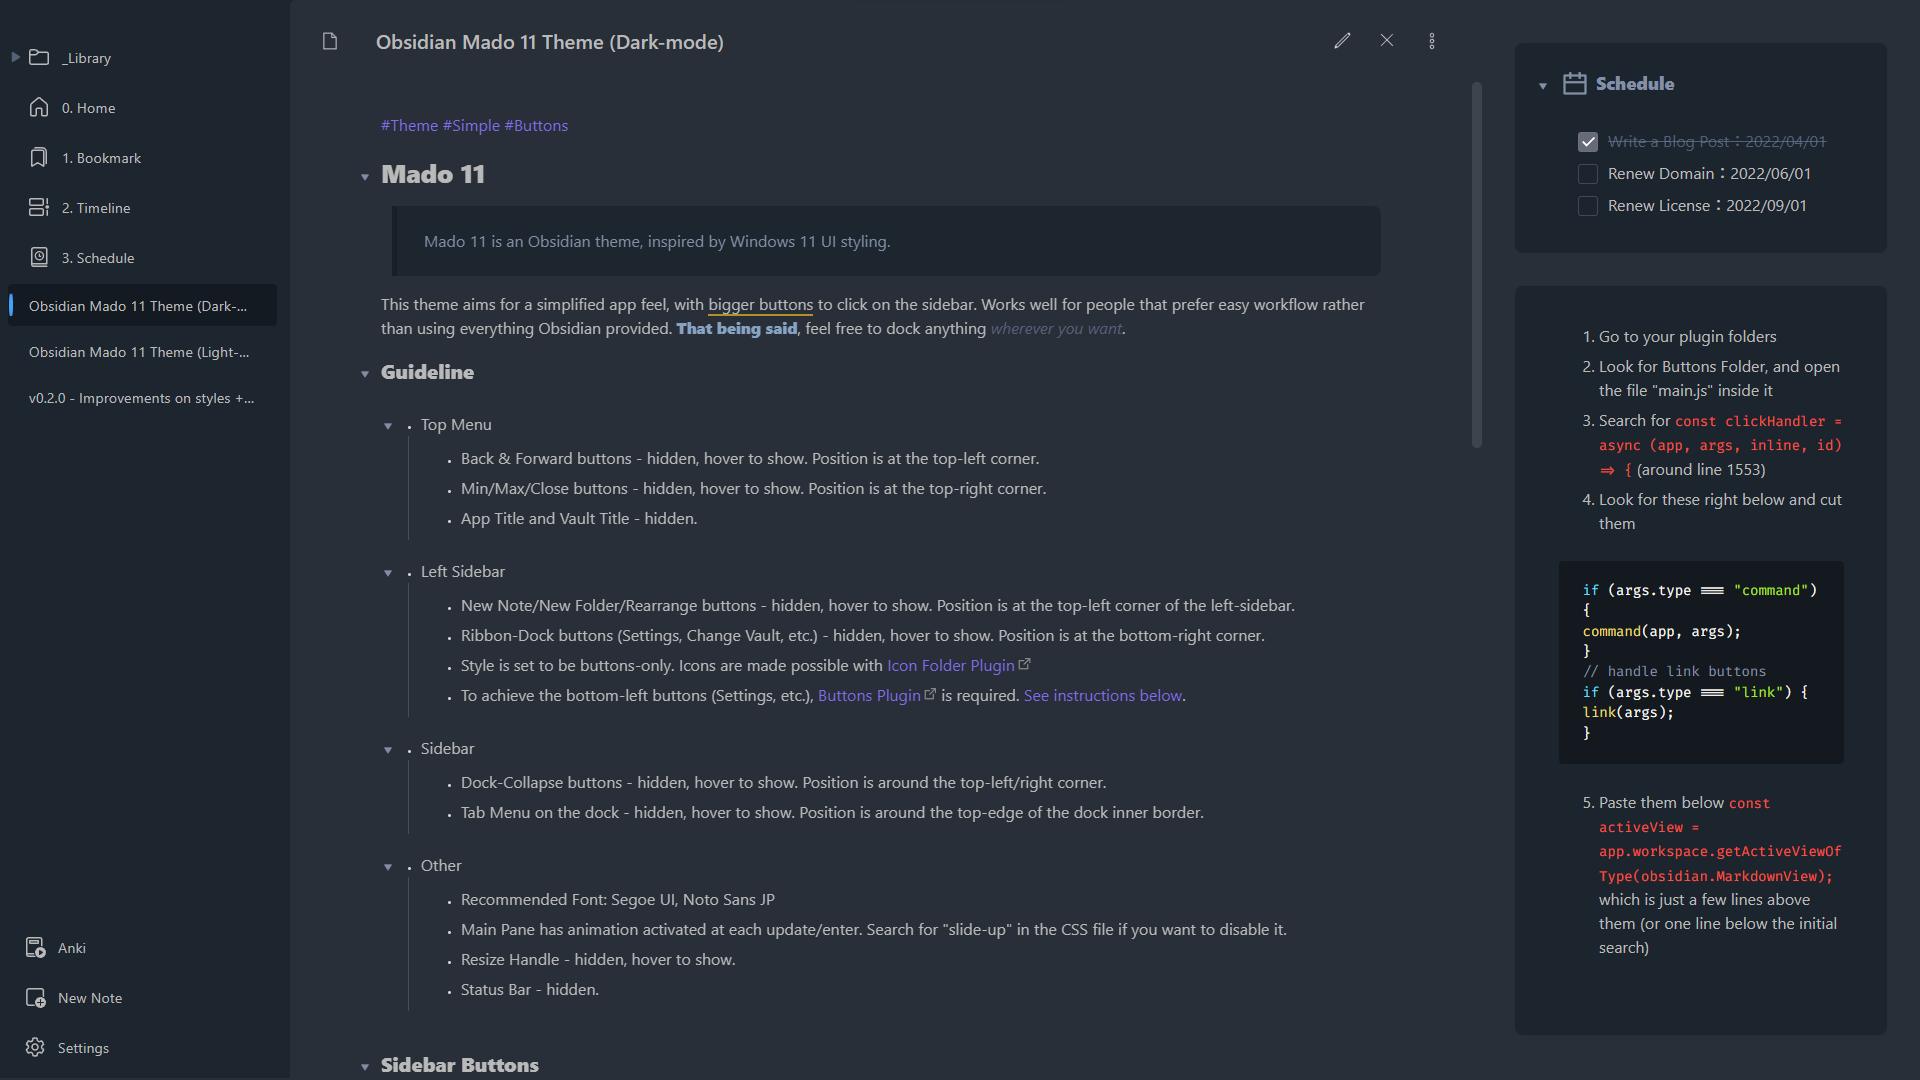 _Library
0. Home
1. Bookmark
2. Timeline
3. Schedule
Obsidian Mado 11 Theme (Dark-...
Obsidian Mado 11 Theme (Light-...
v0.2.0 - Improvements on styles +...
Anki
New Note
Settings
Obsidian Mado 11 Theme (Dark-mode)
#Theme #Simple #Buttons
Mado 11
Mado 11 is an Obsidian theme, inspired by Windows 11 UI styling.
This theme aims for a simplified app feel, with bigger buttons to click on the sidebar. Works well for people that prefer easy workflow rather
than using everything Obsidian provided. That being said, feel free to dock anything wherever you want.
Guideline
• Top Menu
• Back & Forward buttons - hidden, hover to show. Position is at the top-left corner.
• Min/Max/Close buttons - hidden, hover to show. Position is at the top-right corner.
• App Title and Vault Title - hidden.
• Left Sidebar
• New Note/New Folder/Rearrange buttons - hidden, hover to show. Position is at the top-left corner of the left-sidebar.
• Ribbon-Dock buttons (Settings, Change Vault, etc.) - hidden, hover to show. Position is at the bottom-right corner.
• Style is set to be buttons-only. Icons are made possible with Icon Folder Plugin
• To achieve the bottom-left buttons (Settings, etc.), Buttons Plugin is required. See instructions below.
• Sidebar
• Dock-Collapse buttons - hidden, hover to show. Position is around the top-left/right corner.
• Tab Menu on the dock - hidden, hover to show. Position is around the top-edge of the dock inner border.
• Other
• Recommended Font: Segoe UI, Noto Sans JP
• Main Pane has animation activated at each update/enter. Search for "slide-up" in the CSS file if you want to disable it.
• Resize Handle - hidden, hover to show.
• Status Bar - hidden.
Sidebar Buttons
Schedule
Write a Blog Post：2022/04/01
Renew Domain：2022/06/01
Renew License：2022/09/01
1. Go to your plugin folders
2. Look for Buttons Folder, and open
the file "main.js" inside it
3. Search for const clickHandler =
async (app, args, inline, id)
=> { (around line 1553)
4. Look for these right below and cut
them
if (args.type === "command")
{
command(app, args);
}
// handle link buttons
if (args.type === "link") {
link(args);
}
5. Paste them below const
activeView =
app.workspace.getActiveViewOf
Type(obsidian.MarkdownView);
which is just a few lines above
them (or one line below the initial
search)